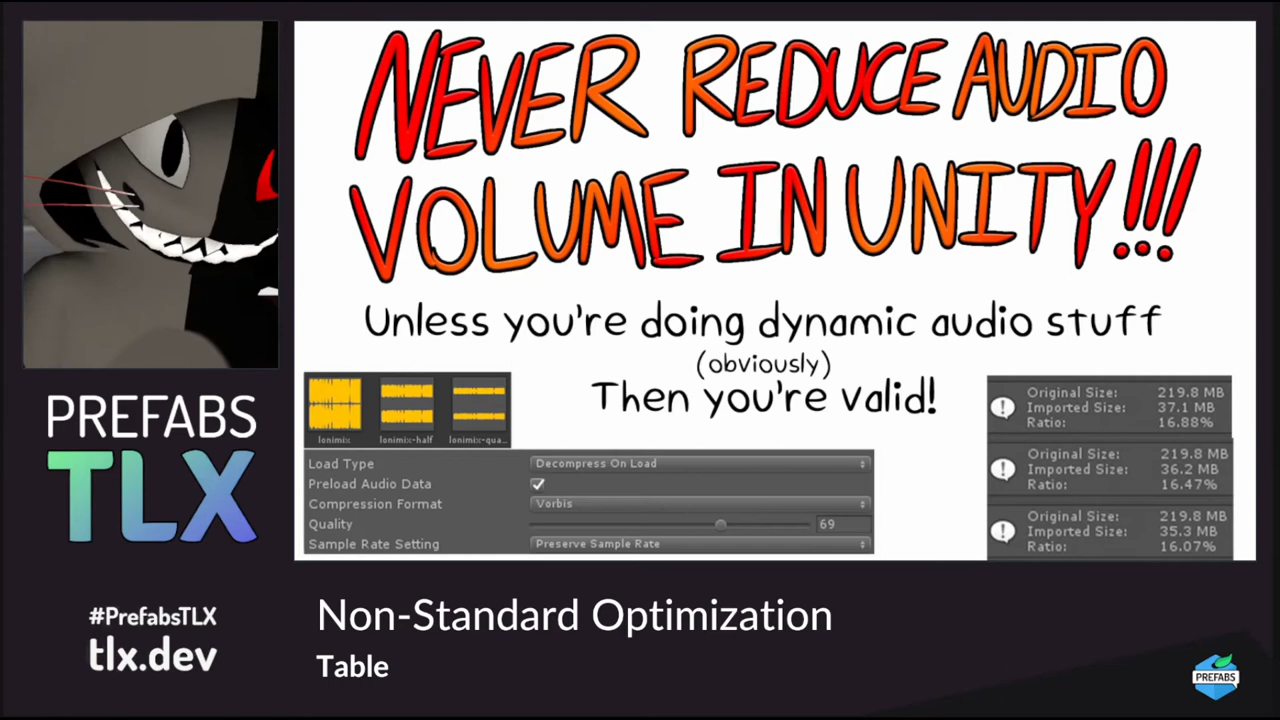 NEVER REDUCE AUDIO
VOLUME IN UNITY!!!
Unless you're doing dynamic audio stuff
(obviously)
Then you're valid!
lonimix
lonimix-half
lonimix-qua...
Load Type
Decompress On Load
Preload Audio Data
Compression Format
Vorbis
Quality
69
Sample Rate Setting
Preserve Sample Rate
Original Size: 219.8 MB
Imported Size: 37.1 MB
Ratio: 16.88%
Original Size: 219.8 MB
Imported Size: 36.2 MB
Ratio: 16.47%
Original Size: 219.8 MB
Imported Size: 35.3 MB
Ratio: 16.07%
PREFABS
TLX
#PrefabsTLX
tlx.dev
Non-Standard Optimization
Table
PREFABS